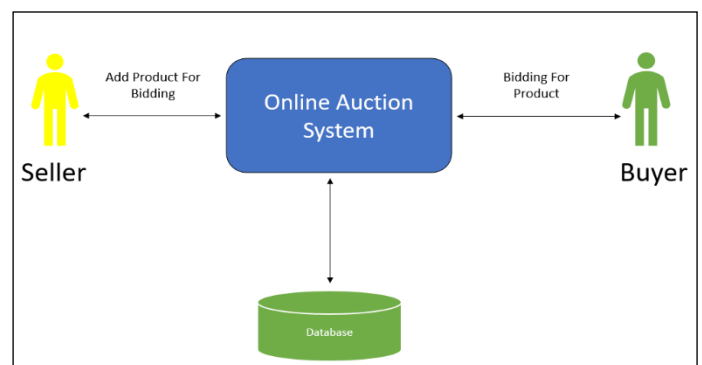 Add Product For
Bidding
Online Auction
System
Bidding For
Product
Seller
Buyer
Database